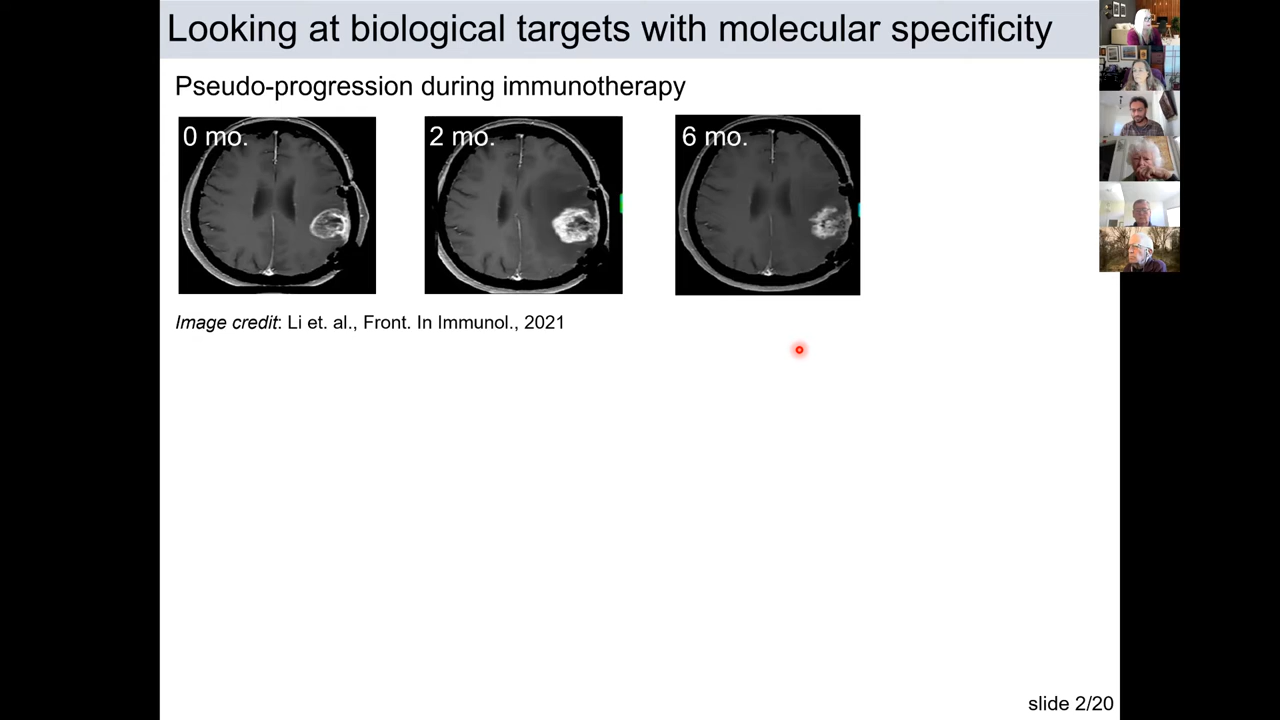 Looking at biological targets with molecular specificity
Pseudo-progression during immunotherapy
0 mo.
2 mo.
6 mo.
Image credit: Li et. al., Front. In Immunol., 2021
slide 2/20